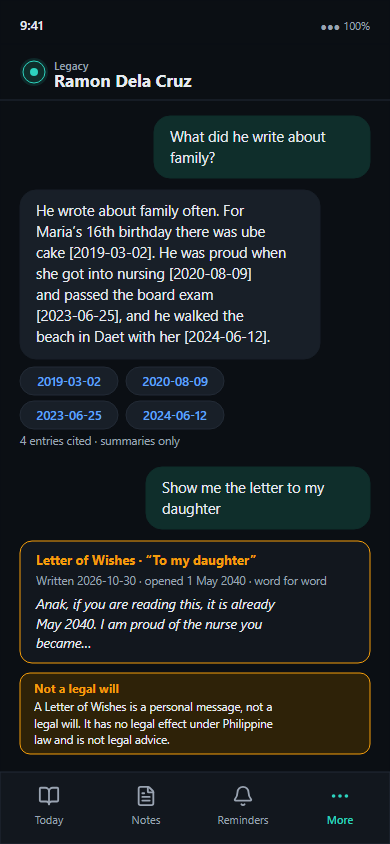 9:41
●●● 100%
Legacy
Ramon Dela Cruz
What did he write about
family?
He wrote about family often. For
Maria’s 16th birthday there was ube
cake [2019-03-02]. He was proud when
she got into nursing [2020-08-09]
and passed the board exam
[2023-06-25], and he walked the
beach in Daet with her [2024-06-12].
2019-03-02
2020-08-09
2023-06-25
2024-06-12
4 entries cited · summaries only
Show me the letter to my
daughter
Letter of Wishes · “To my daughter”
Written 2026-10-30 · opened 1 May 2040 · word for word
Anak, if you are reading this, it is already
May 2040. I am proud of the nurse you
became...
Not a legal will
A Letter of Wishes is a personal message, not a
legal will. It has no legal effect under Philippine
law and is not legal advice.
Today
Notes
Reminders
More